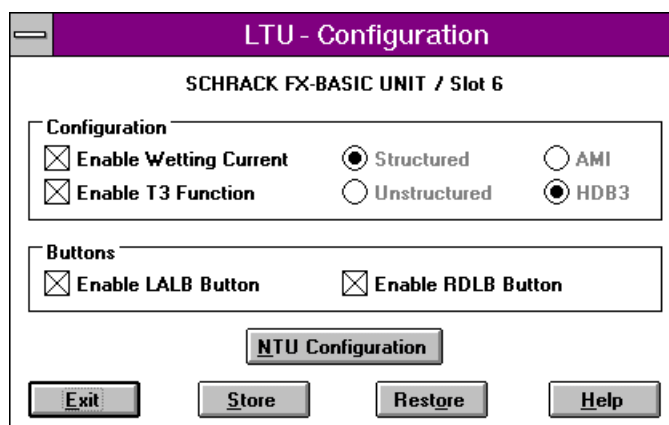 LTU - Configuration
SCHRACK FX-BASIC UNIT / Slot 6
Configuration
Enable Wetting Current Structured AMI
Enable T3 Function Unstructured HDB3
Buttons
Enable LALB Button Enable RDLB Button
NTU Configuration
Exit Store Restore Help